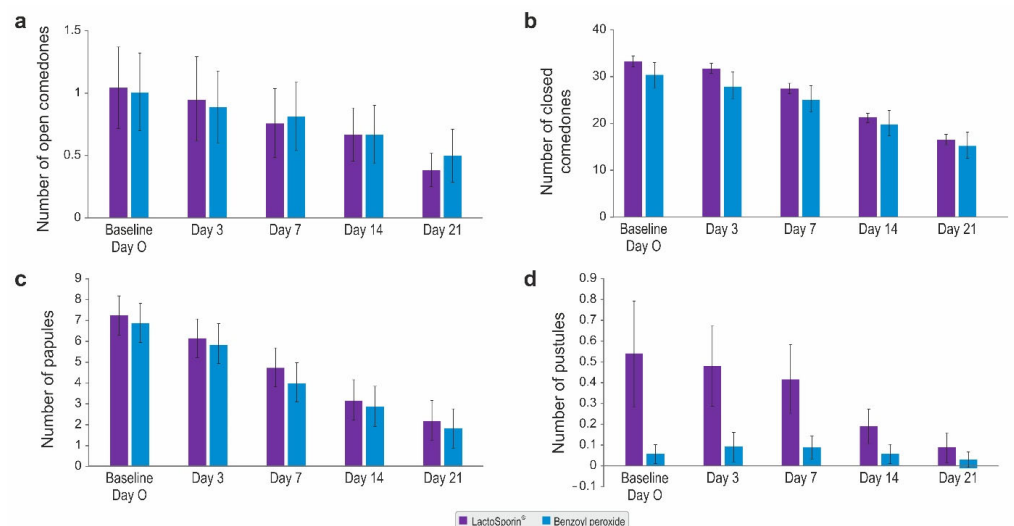 a
Number of open comedones
1.5
1
0.5
0
Baseline
Day O
Day 3
Day 7
Day 14
Day 21
b
Number of closed
comedones
40
30
20
10
0
Baseline
Day O
Day 3
Day 7
Day 14
Day 21
c
Number of papules
9
8
7
6
5
4
3
2
1
0
Baseline
Day O
Day 3
Day 7
Day 14
Day 21
d
Number of pustules
0.9
0.8
0.7
0.6
0.5
0.4
0.3
0.2
0.1
0
−0.1
Baseline
Day O
Day 3
Day 7
Day 14
Day 21
LactoSporin® Benzoyl peroxide